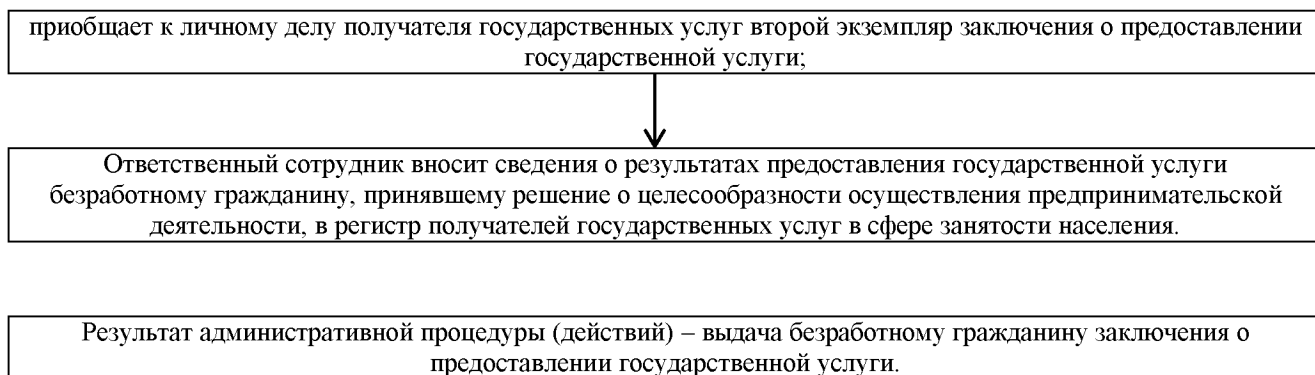 приобщает к личному делу получателя государственных услуг второй экземпляр заключения о предоставлении
государственной услуги;
Ответственный сотрудник вносит сведения о результатах предоставления государственной услуги
безработному гражданину, принявшему решение о целесообразности осуществления предпринимательской
деятельности, в регистр получателей государственных услуг в сфере занятости населения.
Результат административной процедуры (действий) – выдача безработному гражданину заключения о
предоставлении государственной услуги.